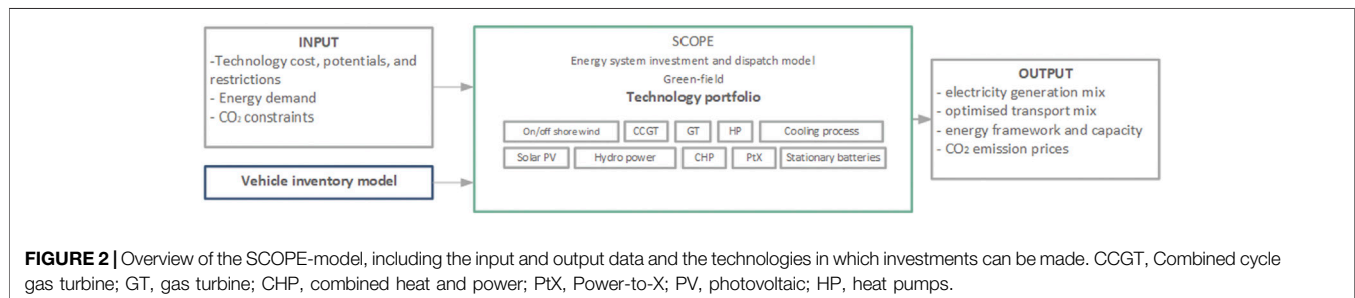 INPUT
-Technology cost, potentials, and
restrictions
- Energy demand
- CO₂ constraints
Vehicle inventory model
SCOPE
Energy system investment and dispatch model
Green-field
Technology portfolio
On/off shore wind
CCGT
GT
HP
Cooling process
Solar PV
Hydro power
CHP
PtX
Stationary batteries
OUTPUT
- electricity generation mix
- optimised transport mix
- energy framework and capacity
- CO₂ emission prices
FIGURE 2 | Overview of the SCOPE-model, including the input and output data and the technologies in which investments can be made. CCGT, Combined cycle
gas turbine; GT, gas turbine; CHP, combined heat and power; PtX, Power-to-X; PV, photovoltaic; HP, heat pumps.